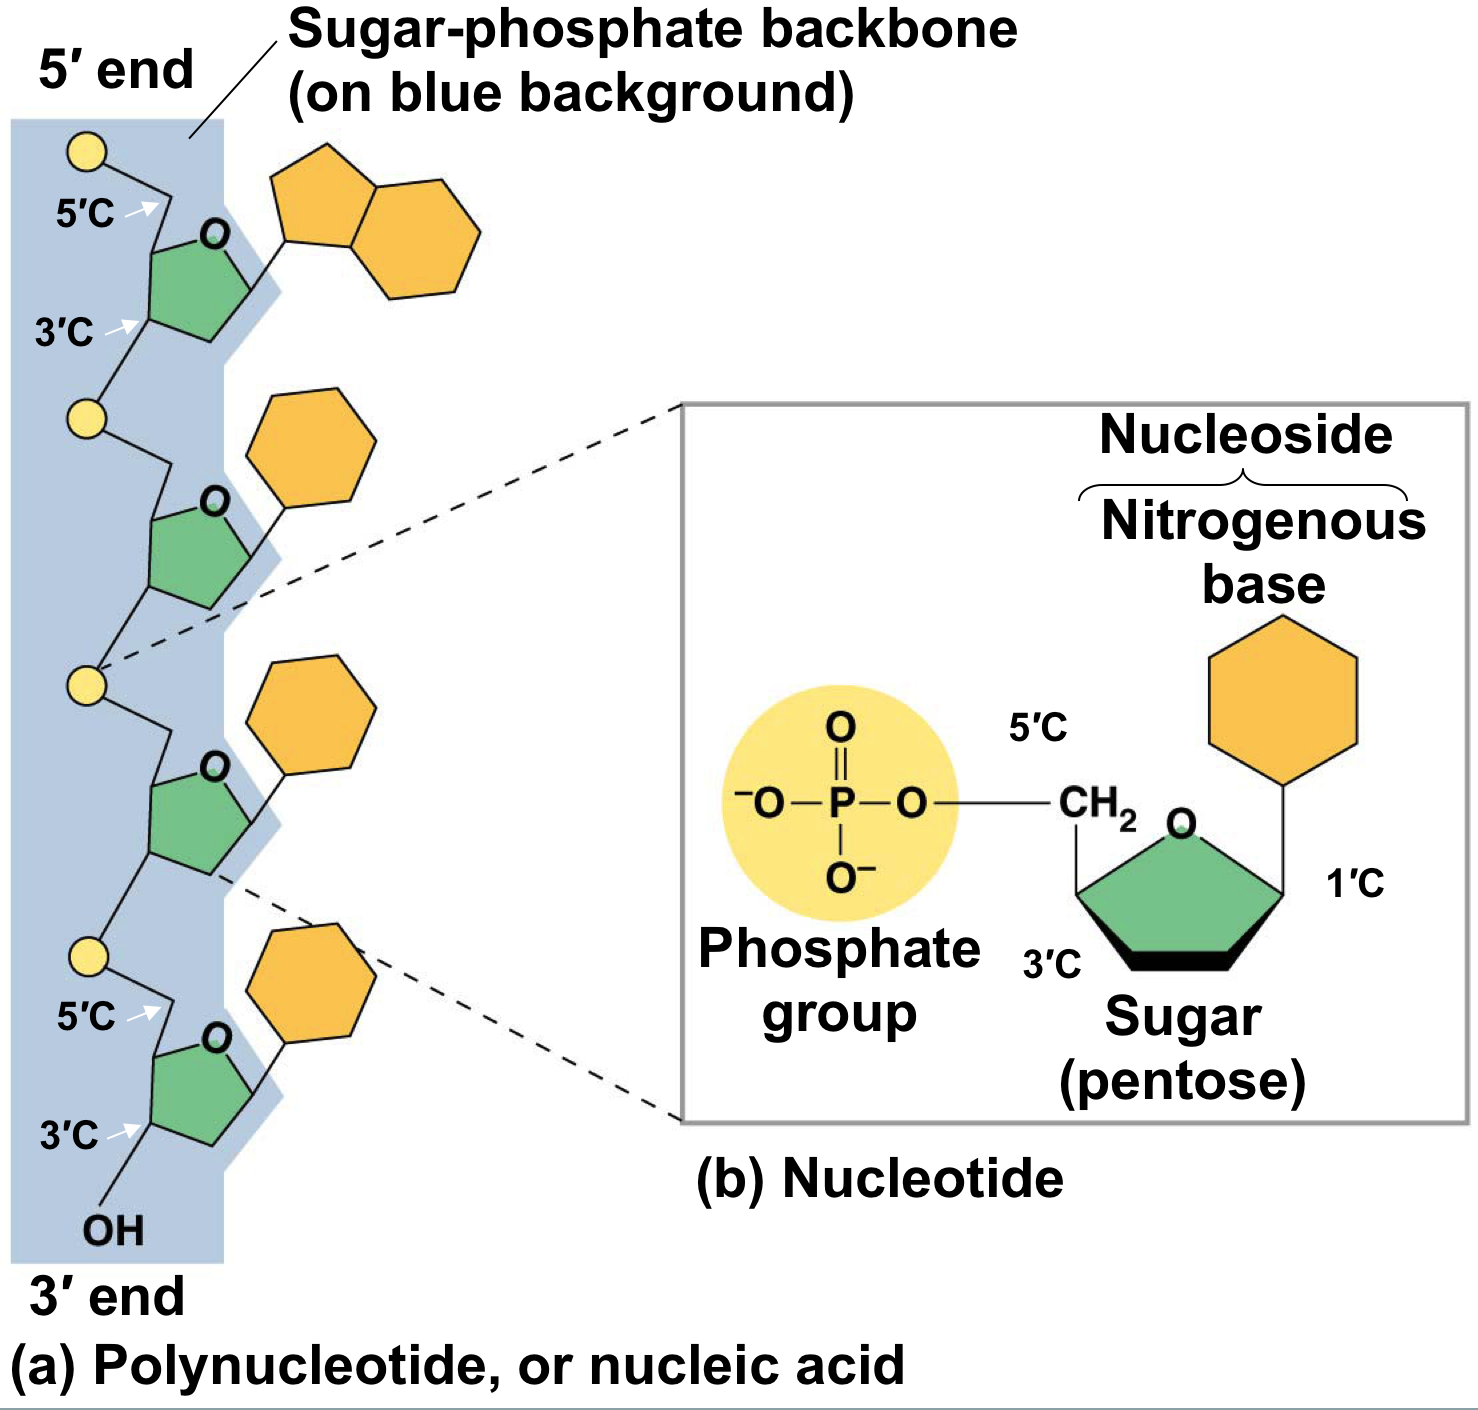 Sugar-phosphate backbone
(on blue background)
5′ end
5′C
O
3′C
O
O
5′C
O
3′C
OH
3′ end
(a) Polynucleotide, or nucleic acid
Nucleoside
Nitrogenous
base
O
5′C
⁻O—P—O
CH₂
O
O⁻
1′C
Phosphate
group
3′C
Sugar
(pentose)
(b) Nucleotide